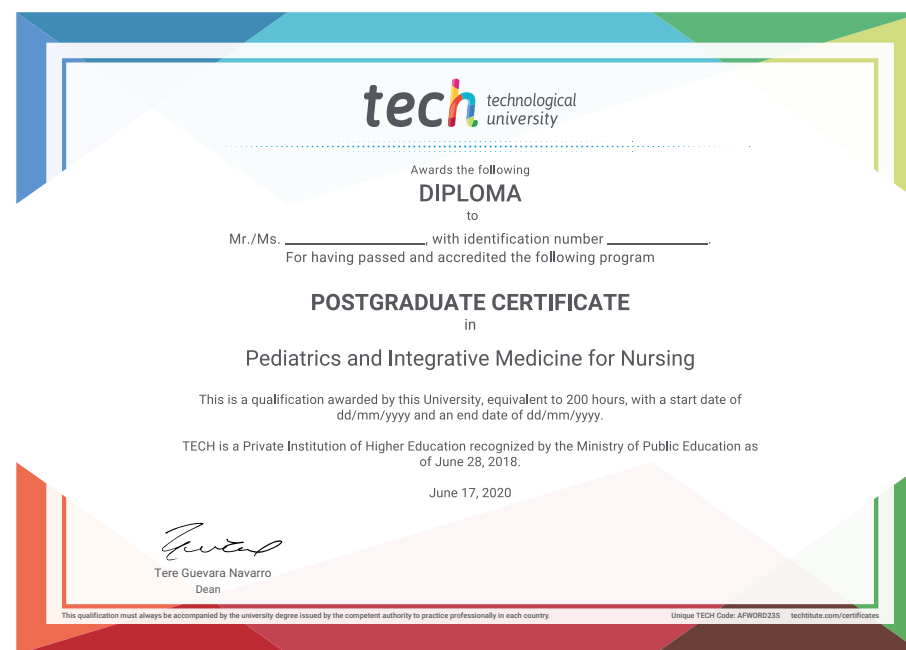 tech technological
university
Awards the following
DIPLOMA
to
Mr./Ms. ____________, with identification number _________.
For having passed and accredited the following program
POSTGRADUATE CERTIFICATE
in
Pediatrics and Integrative Medicine for Nursing
This is a qualification awarded by this University, equivalent to 200 hours, with a start date of
dd/mm/yyyy and an end date of dd/mm/yyyy.
TECH is a Private Institution of Higher Education recognized by the Ministry of Public Education as
of June 28, 2018.
June 17, 2020
Tere Guevara Navarro
Dean
This qualification must always be accompanied by the university degree issued by the competent authority to practice professionally in each country. Unique TECH Code: AFWORD23S techtitute.com/certificates